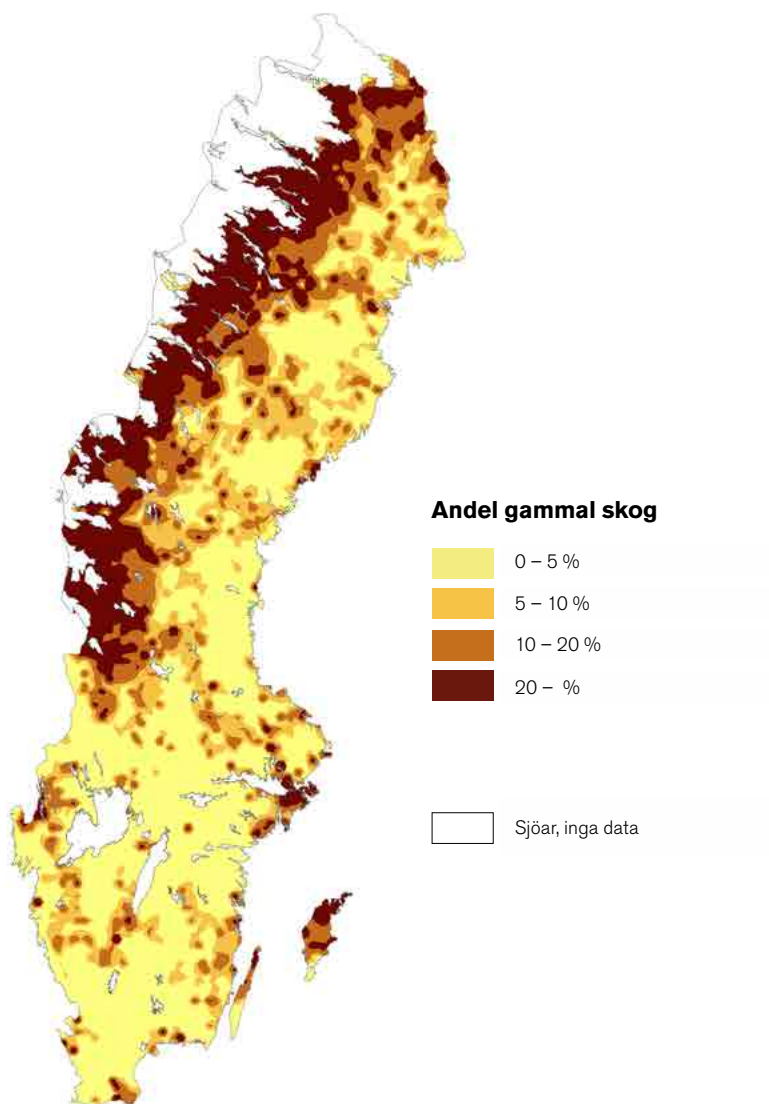 Andel gammal skog
0 – 5 %
5 – 10 %
10 – 20 %
20 –  %
Sjöar, inga data